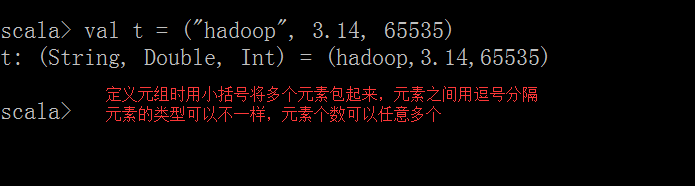 scala> val t = ("hadoop", 3.14, 65535)
t: (String, Double, Int) = (hadoop,3.14,65535)
定义元组时用小括号将多个元素包起来，元素之间用逗号分隔
scala>
元素的类型可以不一样，元素个数可以任意多个